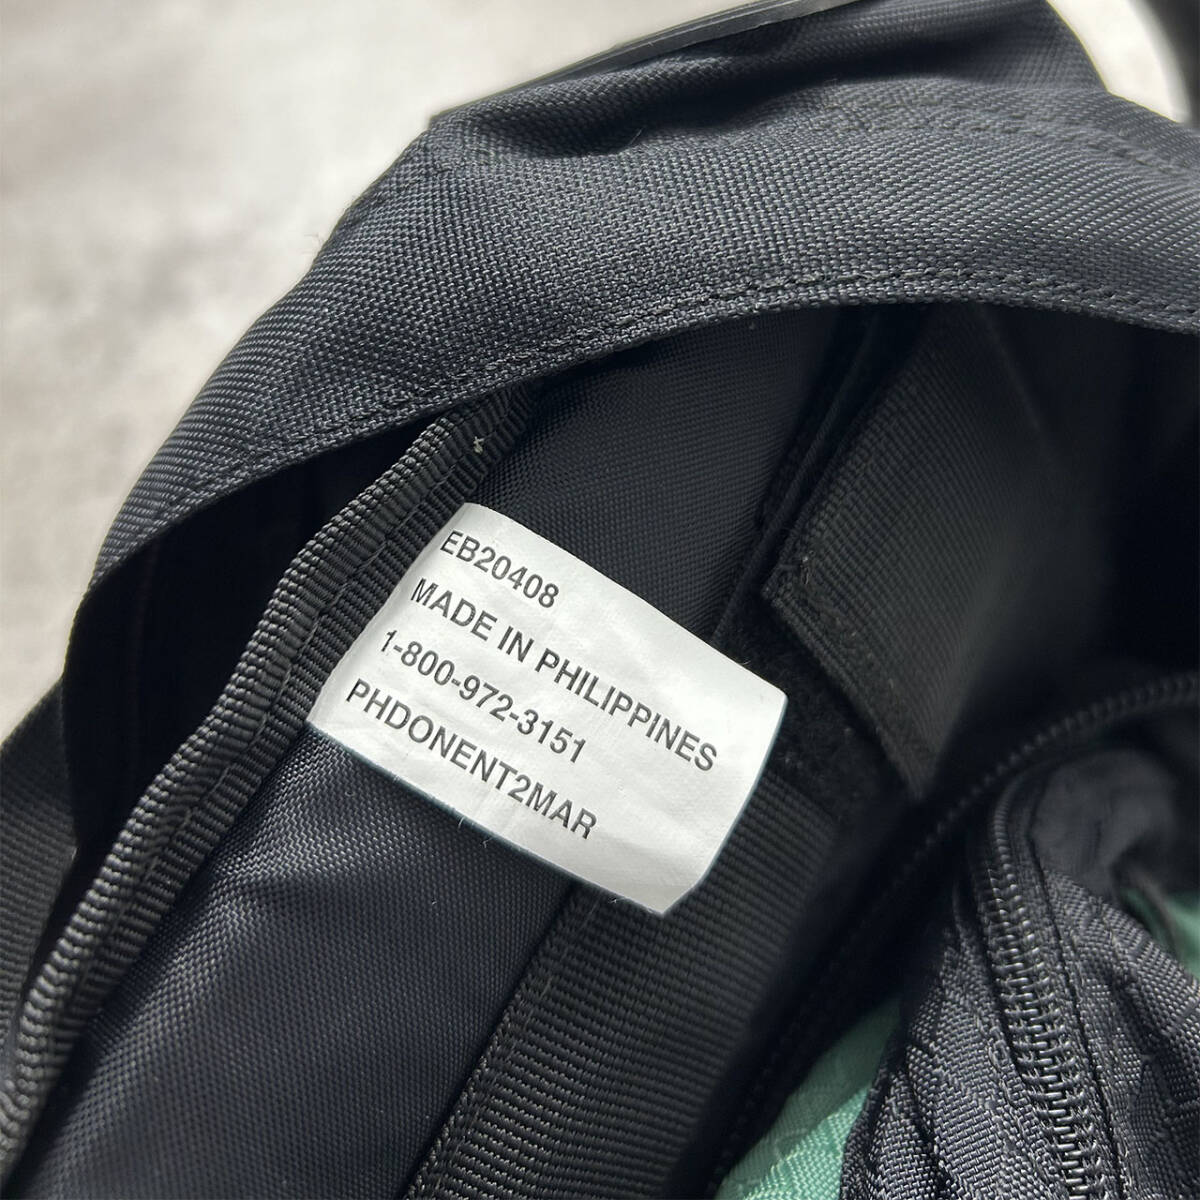 EB20408
MADE IN PHILIPPINES
1-800-972-3151
PHDONENT2MAR